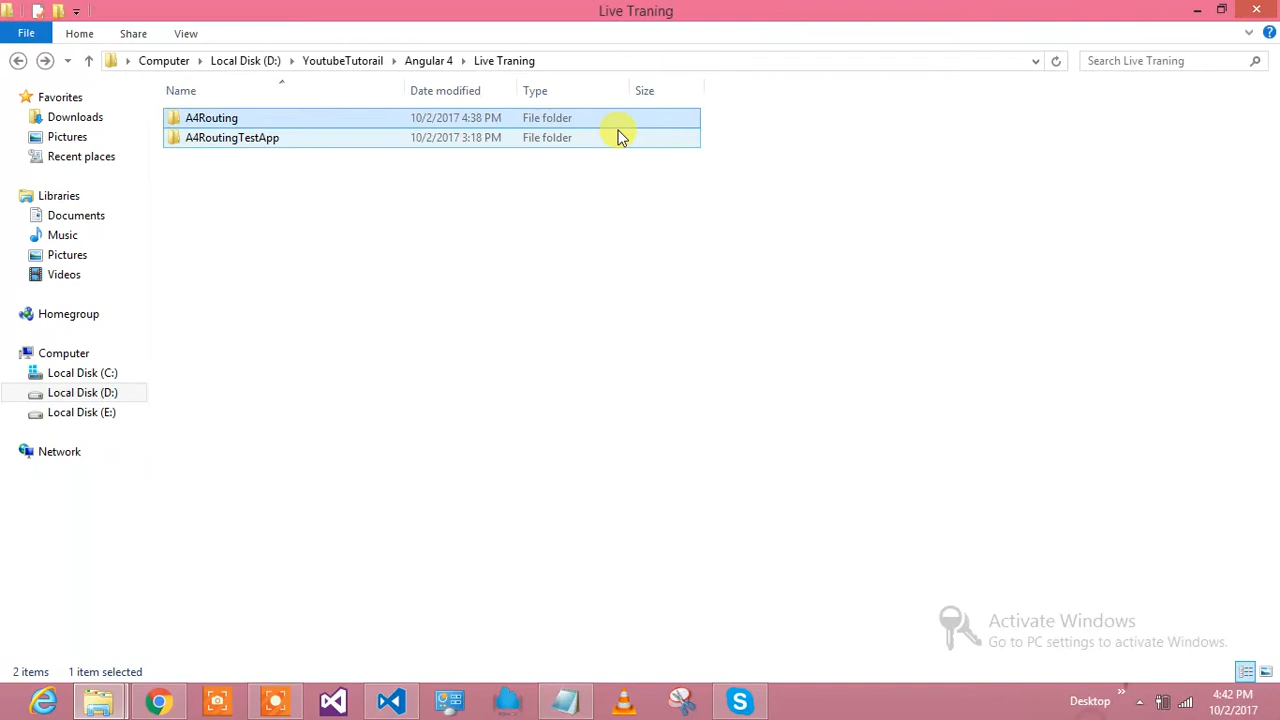 Live Traning
File Home Share View
Computer Local Disk (D:) YoutubeTutorail Angular 4 Live Traning Search Live Traning
Name Date modified Type Size
Favorites
Downloads
Pictures
Recent places
Libraries
Documents
Music
Pictures
Videos
Homegroup
Computer
Local Disk (C:)
Local Disk (D:)
Local Disk (E:)
Network
A4Routing 10/2/2017 4:38 PM File folder
A4RoutingTestApp 10/2/2017 3:18 PM File folder
Activate Windows
Go to PC settings to activate Windows.
2 items 1 item selected
Desktop
4:42 PM
10/2/2017